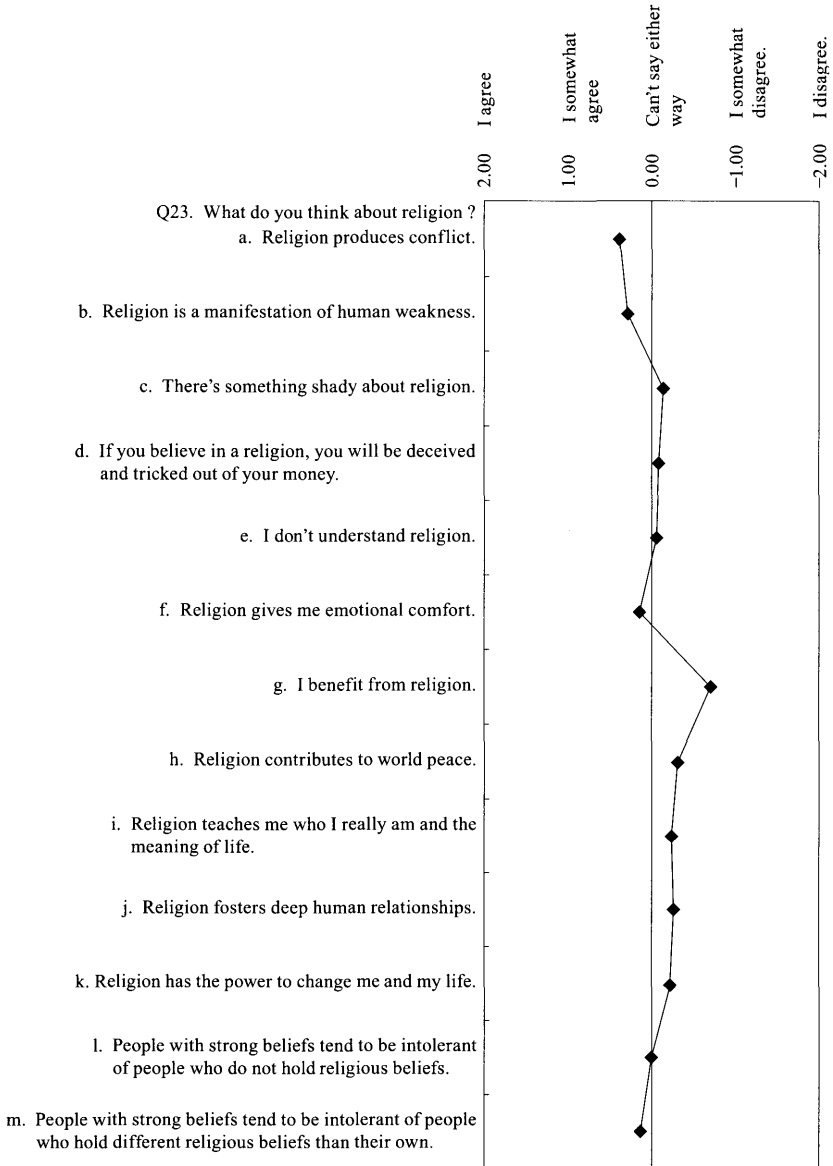 I agree
I somewhat
agree
Can't say either
way
I somewhat
disagree.
I disagree.
2.00
1.00
0.00
−1.00
−2.00
Q23. What do you think about religion ?
a. Religion produces conflict.
b. Religion is a manifestation of human weakness.
c. There's something shady about religion.
d. If you believe in a religion, you will be deceived
and tricked out of your money.
e. I don't understand religion.
f. Religion gives me emotional comfort.
g. I benefit from religion.
h. Religion contributes to world peace.
i. Religion teaches me who I really am and the
meaning of life.
j. Religion fosters deep human relationships.
k. Religion has the power to change me and my life.
l. People with strong beliefs tend to be intolerant
of people who do not hold religious beliefs.
m. People with strong beliefs tend to be intolerant of people
who hold different religious beliefs than their own.